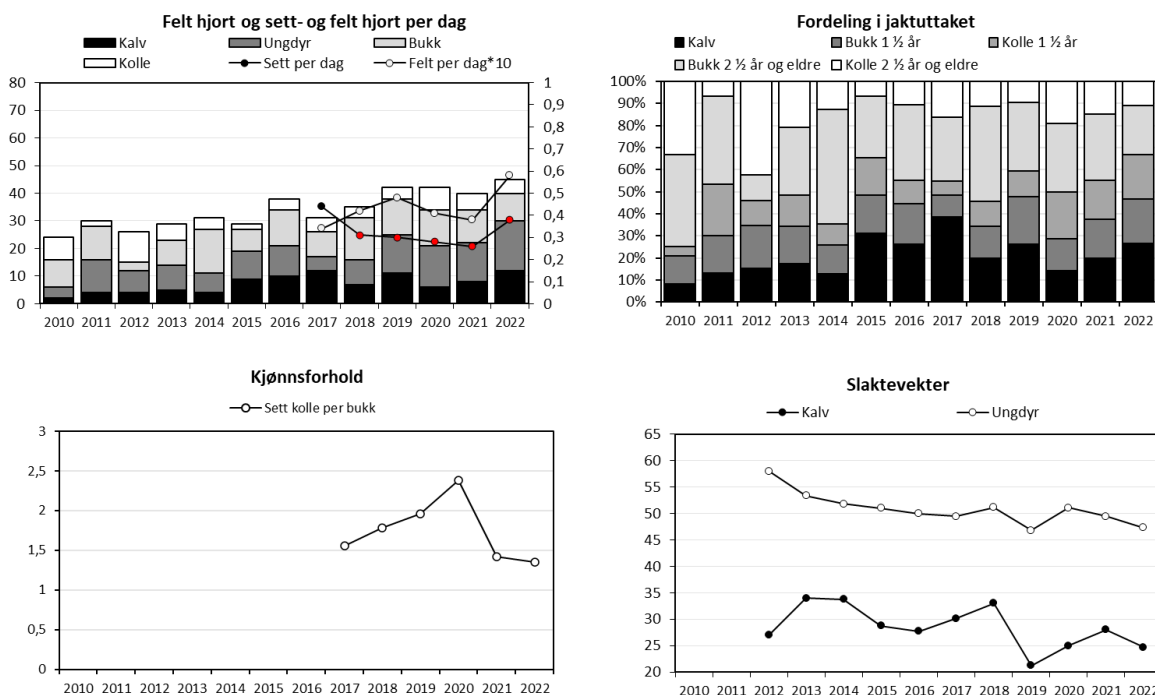 Felt hjort og sett- og felt hjort per dag
Kalv Ungdyr Bukk
Kolle Sett per dag Felt per dag*10
80 1
70 0,9
60 0,8
50 0,7
40 0,6
30 0,5
20 0,4
10 0,3
0 0,2
0,1
0
2010 2011 2012 2013 2014 2015 2016 2017 2018 2019 2020 2021 2022
Fordeling i jaktuttaket
Kalv Bukk 1 ½ år Kolle 1 ½ år
Bukk 2 ½ år og eldre Kolle 2 ½ år og eldre
100%
90%
80%
70%
60%
50%
40%
30%
20%
10%
0%
2010 2011 2012 2013 2014 2015 2016 2017 2018 2019 2020 2021 2022
Kjønnsforhold
Sett kolle per bukk
3
2,5
2
1,5
1
0,5
0
2010 2011 2012 2013 2014 2015 2016 2017 2018 2019 2020 2021 2022
Slaktevekter
Kalv Ungdyr
65
60
55
50
45
40
35
30
25
20
2010 2011 2012 2013 2014 2015 2016 2017 2018 2019 2020 2021 2022